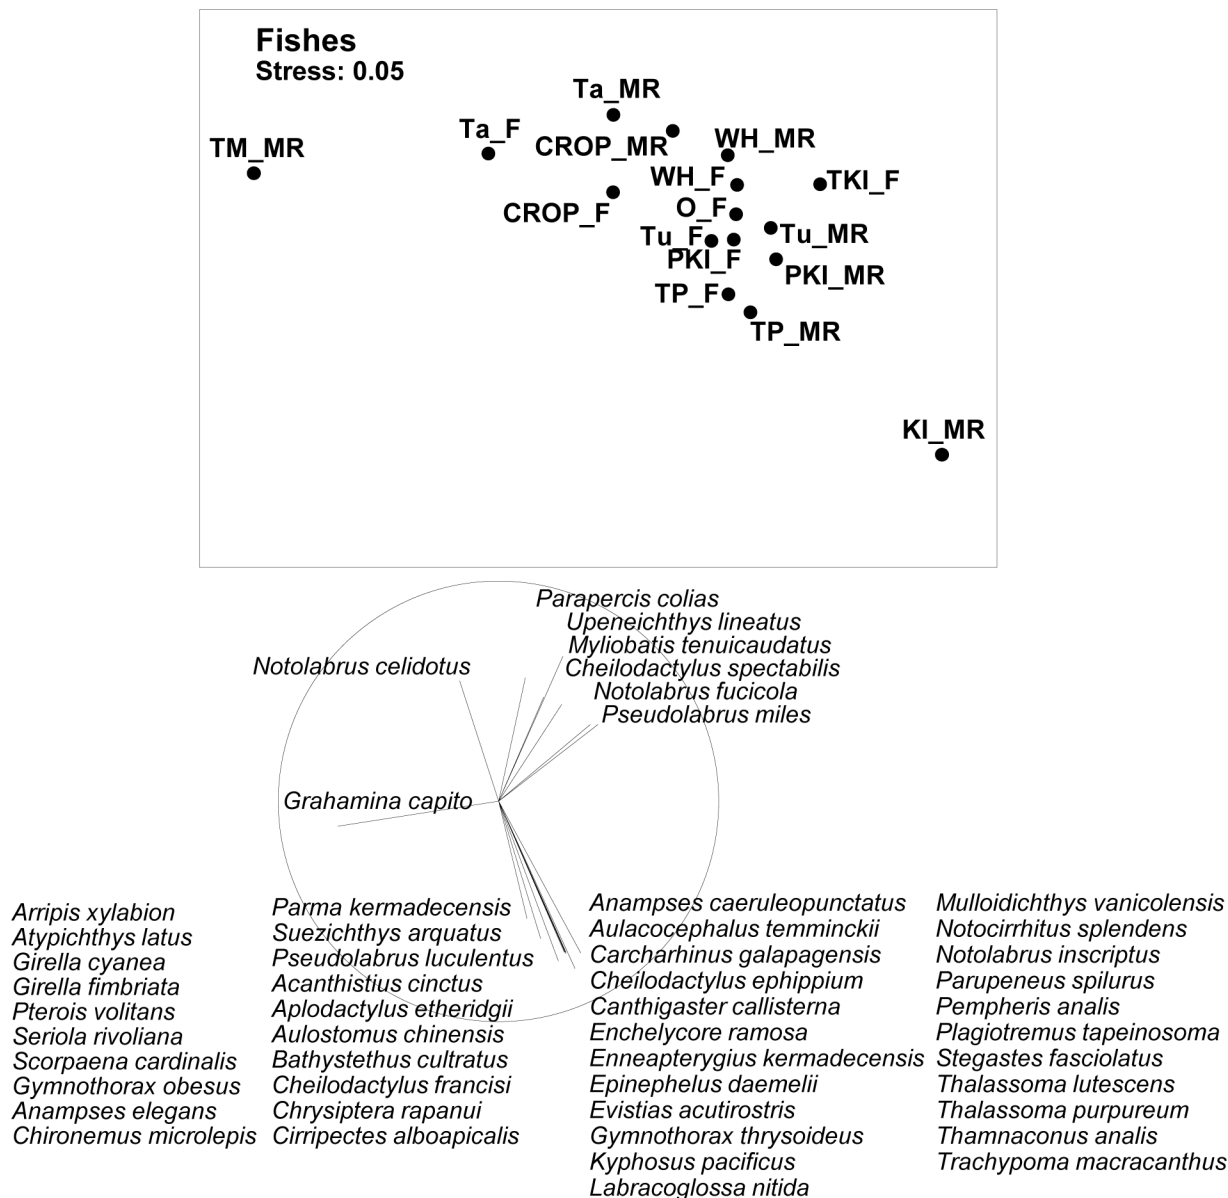 Fishes
Stress: 0.05
Ta_MR
TM_MR
Ta_F
CROP_MR
WH_MR
WH_F
TKI_F
CROP_F
O_F
Tu_F
Tu_MR
PKI_F
PKI_MR
TP_F
TP_MR
KI_MR
Parapercis colias
Upeneichthys lineatus
Myliobatis tenuicaudatus
Notolabrus celidotus
Cheilodactylus spectabilis
Notolabrus fucicola
Pseudolabrus miles
Grahamina capito
Arripis xylabion
Atypichthys latus
Girella cyanea
Girella fimbriata
Pterois volitans
Seriola rivoliana
Scorpaena cardinalis
Gymnothorax obesus
Anampses elegans
Chironemus microlepis
Parma kermadecensis
Suezichthys arquatus
Pseudolabrus luculentus
Acanthistius cinctus
Aplodactylus etheridgii
Aulostomus chinensis
Bathystethus cultratus
Cheilodactylus francisi
Chrysiptera rapanui
Cirripectes alboapicalis
Anampses caeruleopunctatus
Aulacocephalus temminckii
Carcharhinus galapagensis
Cheilodactylus ephippium
Canthigaster callisterna
Enchelycore ramosa
Enneapterygius kermadecensis
Epinephelus daemelii
Evistias acutirostris
Gymnothorax thrysoideus
Kyphosus pacificus
Labracoglossa nitida
Mulloidichthys vanicolensis
Notocirrhitus splendens
Notolabrus inscriptus
Parupeneus spilurus
Pempheris analis
Plagiotremus tapeinosoma
Stegastes fasciolatus
Thalassoma lutescens
Thalassoma purpureum
Thamnaconus analis
Trachypoma macracanthus